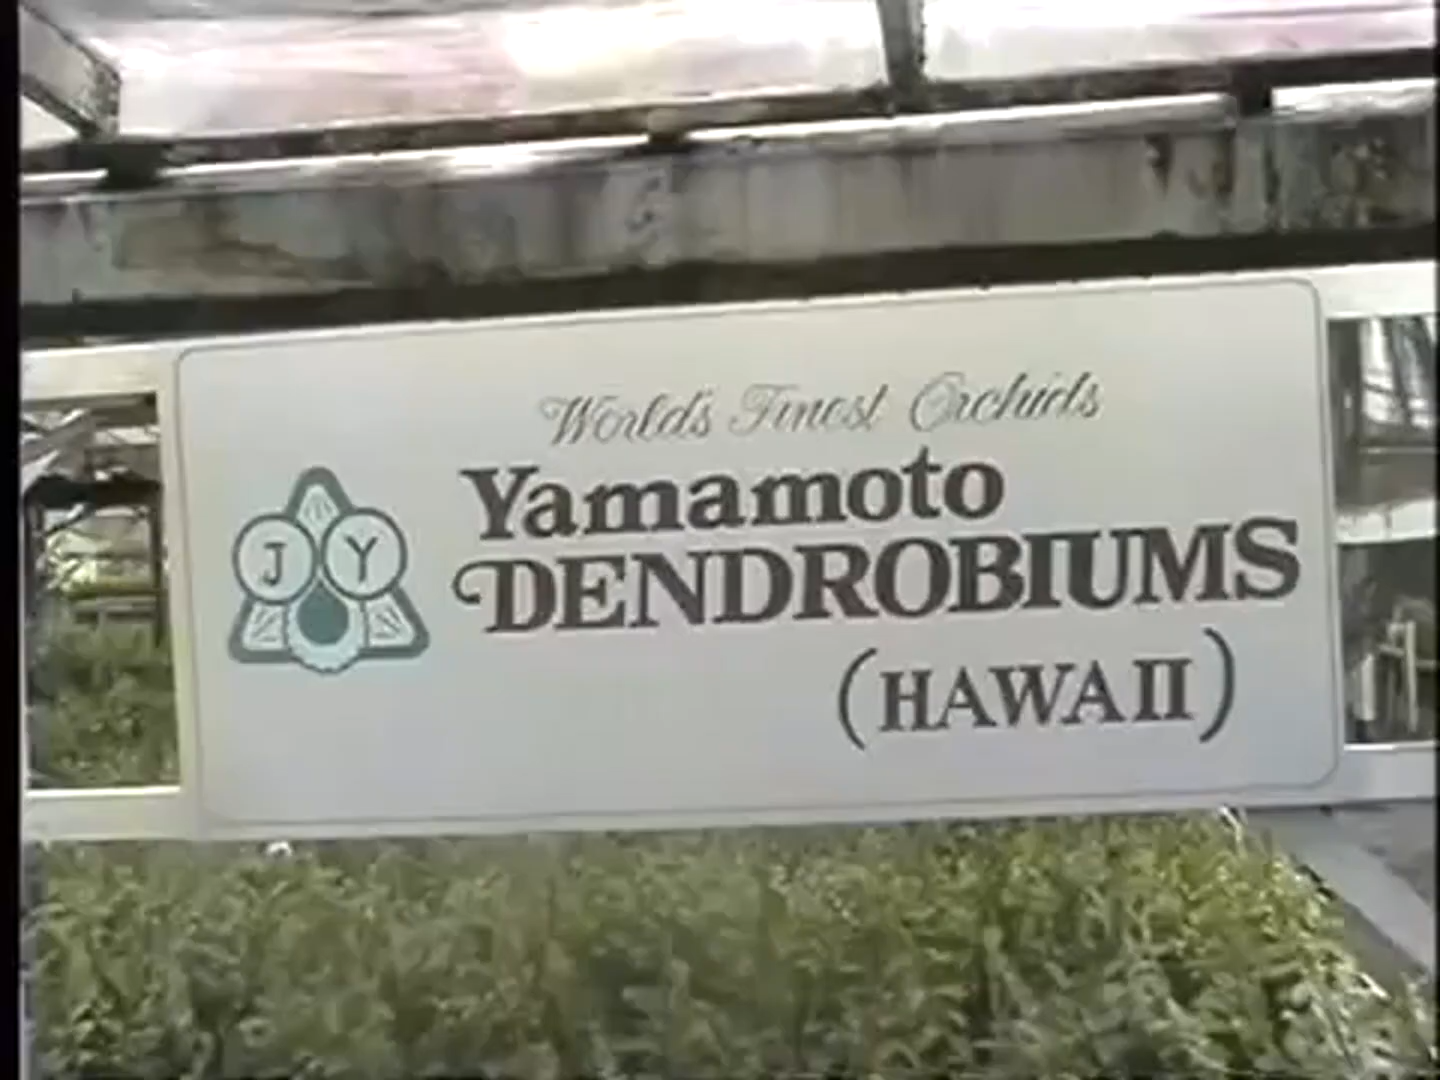 World's Finest Orchids
Yamamoto
DENDROBIUMS
(HAWAII)
J Y